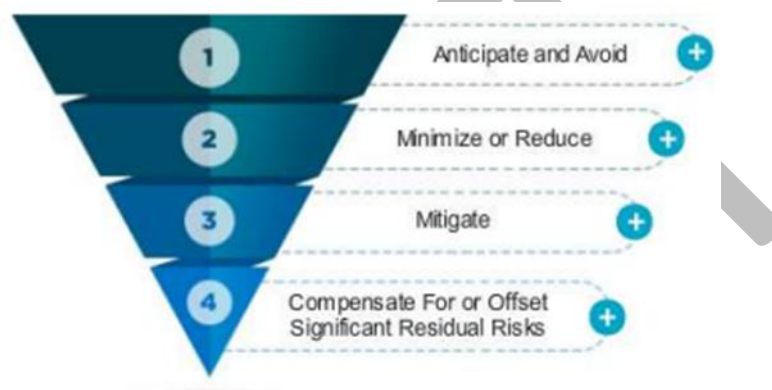 1
Anticipate and Avoid
2
Minimize or Reduce
3
Mitigate
4
Compensate For or Offset
Significant Residual Risks